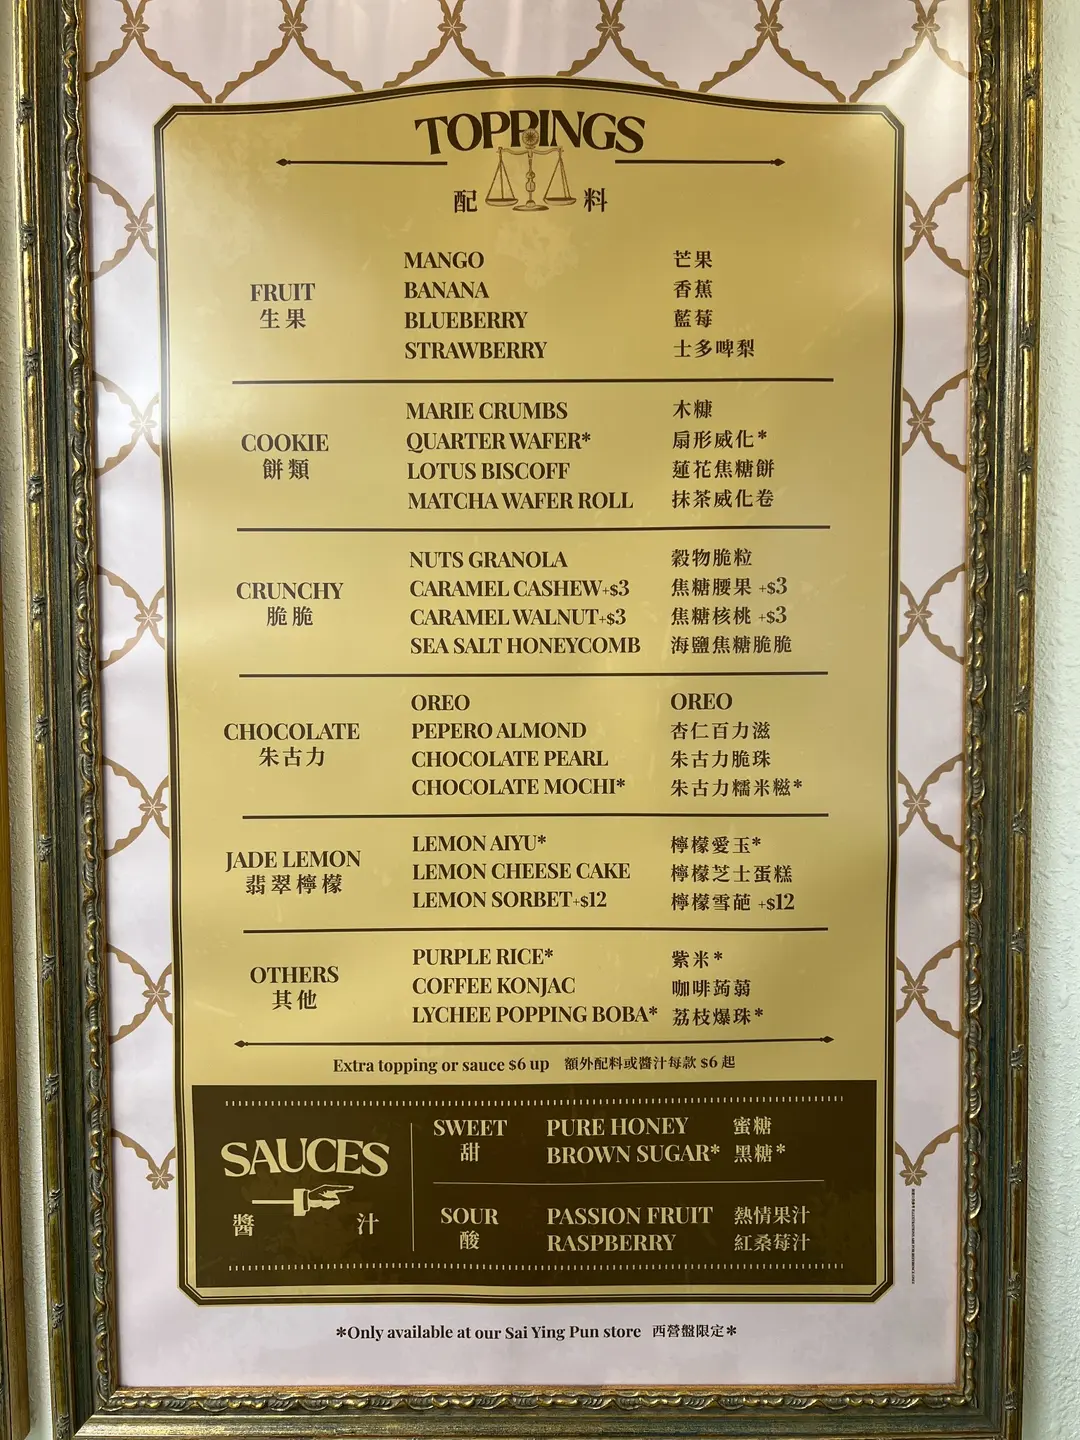 TOPPINGS
配料
FRUIT
生果
MANGO 芒果
BANANA 香蕉
BLUEBERRY 藍莓
STRAWBERRY 士多啤梨
COOKIE
餅類
MARIE CRUMBS 木糠
QUARTER WAFER* 扇形威化*
LOTUS BISCOFF 蓮花焦糖餅
MATCHA WAFER ROLL 抹茶威化卷
CRUNCHY
脆脆
NUTS GRANOLA 穀物脆粒
CARAMEL CASHEW+$3 焦糖腰果 +$3
CARAMEL WALNUT+$3 焦糖核桃 +$3
SEA SALT HONEYCOMB 海鹽焦糖脆脆
CHOCOLATE
朱古力
OREO OREO
PEPERO ALMOND 杏仁百力滋
CHOCOLATE PEARL 朱古力脆珠
CHOCOLATE MOCHI* 朱古力糯米糍*
JADE LEMON
翡翠檸檬
LEMON AIYU* 檸檬愛玉*
LEMON CHEESE CAKE 檸檬芝士蛋糕
LEMON SORBET+$12 檸檬雪葩 +$12
OTHERS
其他
PURPLE RICE* 紫米*
COFFEE KONJAC 咖啡蒟蒻
LYCHEE POPPING BOBA* 荔枝爆珠*
Extra topping or sauce $6 up 額外配料或醬汁每款 $6 起
SAUCES
醬汁
SWEET
甜
PURE HONEY 蜜糖
BROWN SUGAR* 黑糖*
SOUR
酸
PASSION FRUIT 熱情果汁
RASPBERRY 紅桑莓汁
*Only available at our Sai Ying Pun store 西營盤限定*